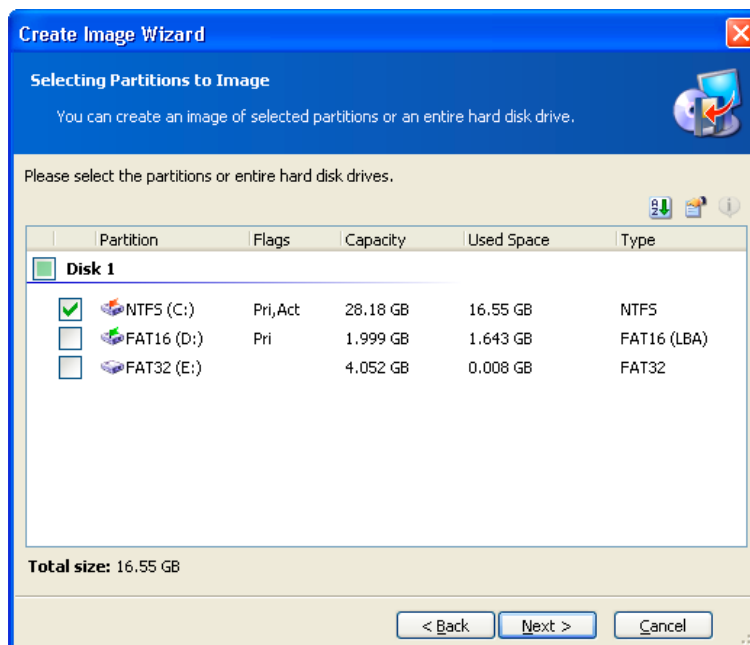 Create Image Wizard
Selecting Partitions to Image
You can create an image of selected partitions or an entire hard disk drive.
Please select the partitions or entire hard disk drives.
Partition Flags Capacity Used Space Type
Disk 1
NTFS (C:) Pri,Act 28.18 GB 16.55 GB NTFS
FAT16 (D:) Pri 1.999 GB 1.643 GB FAT16 (LBA)
FAT32 (E:) 4.052 GB 0.008 GB FAT32
Total size: 16.55 GB
< Back Next > Cancel